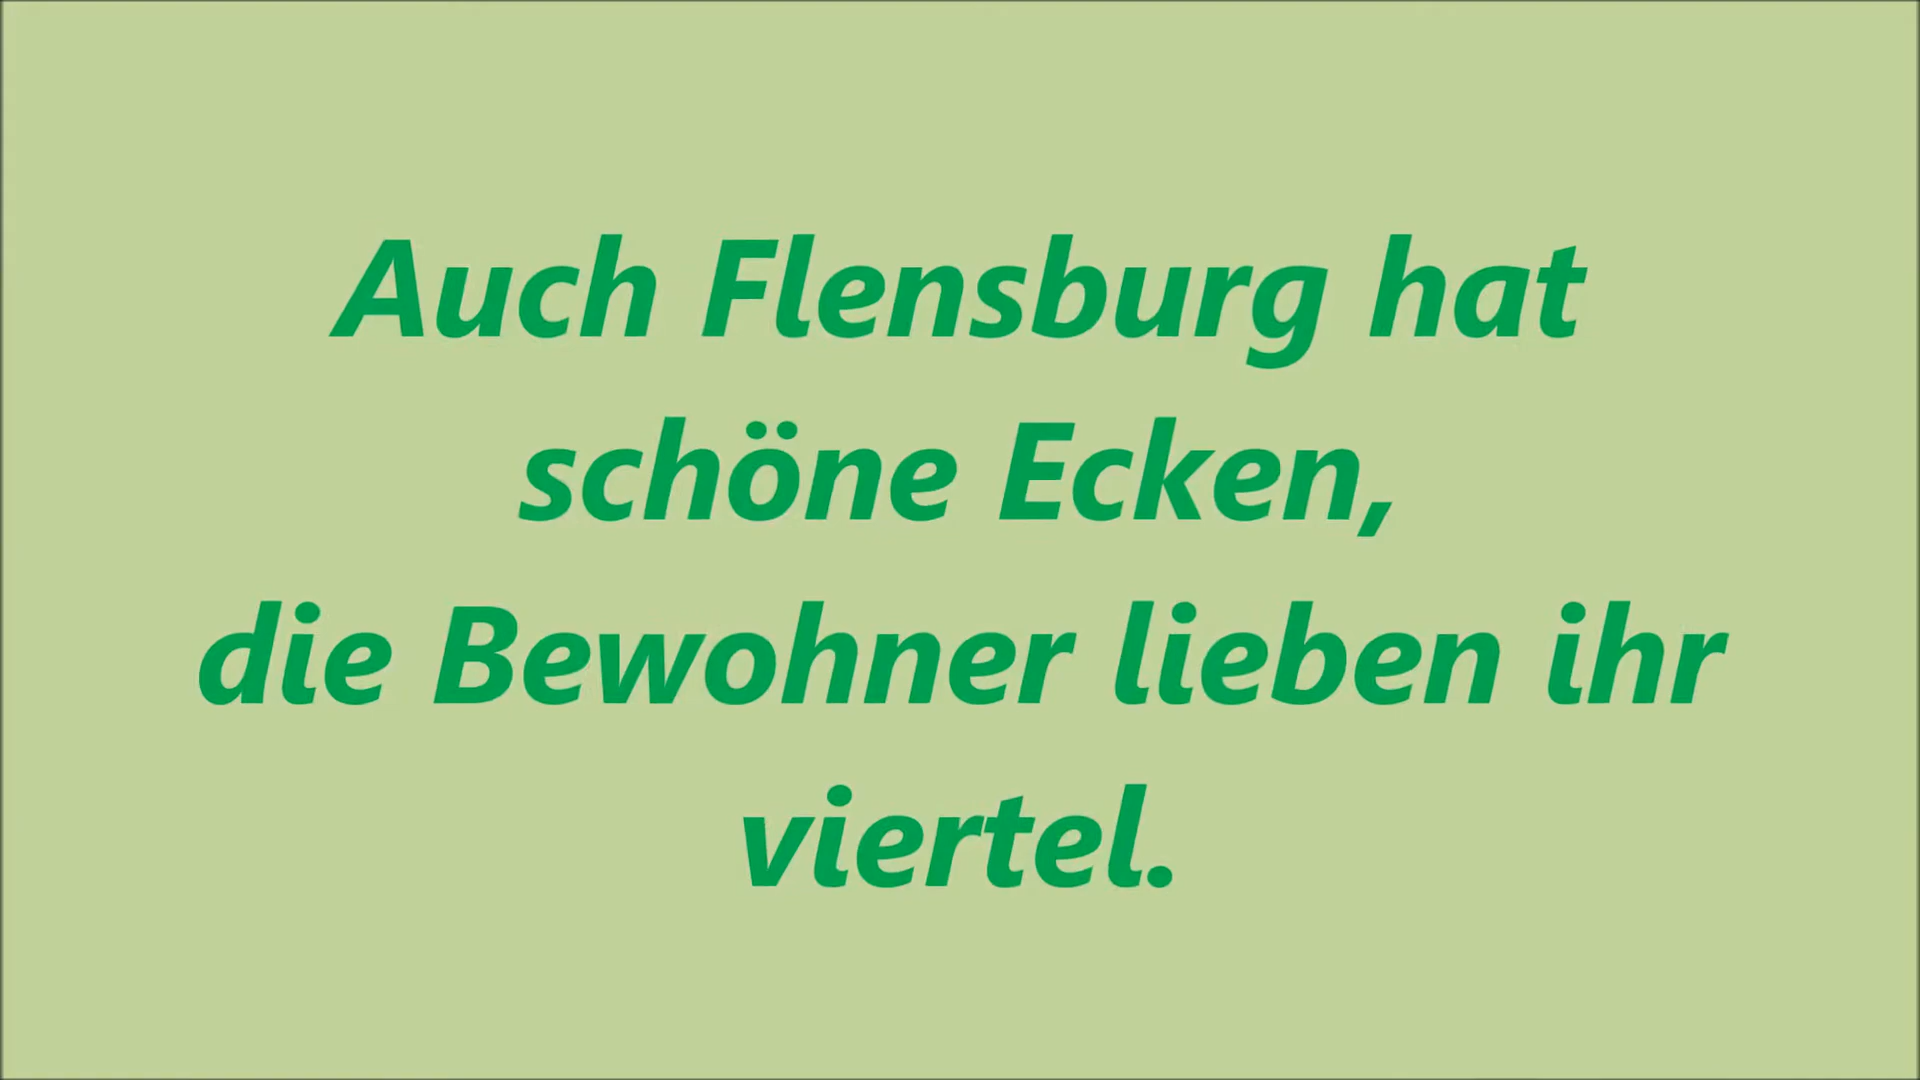 Auch Flensburg hat
schöne Ecken,
die Bewohner lieben ihr
viertel.